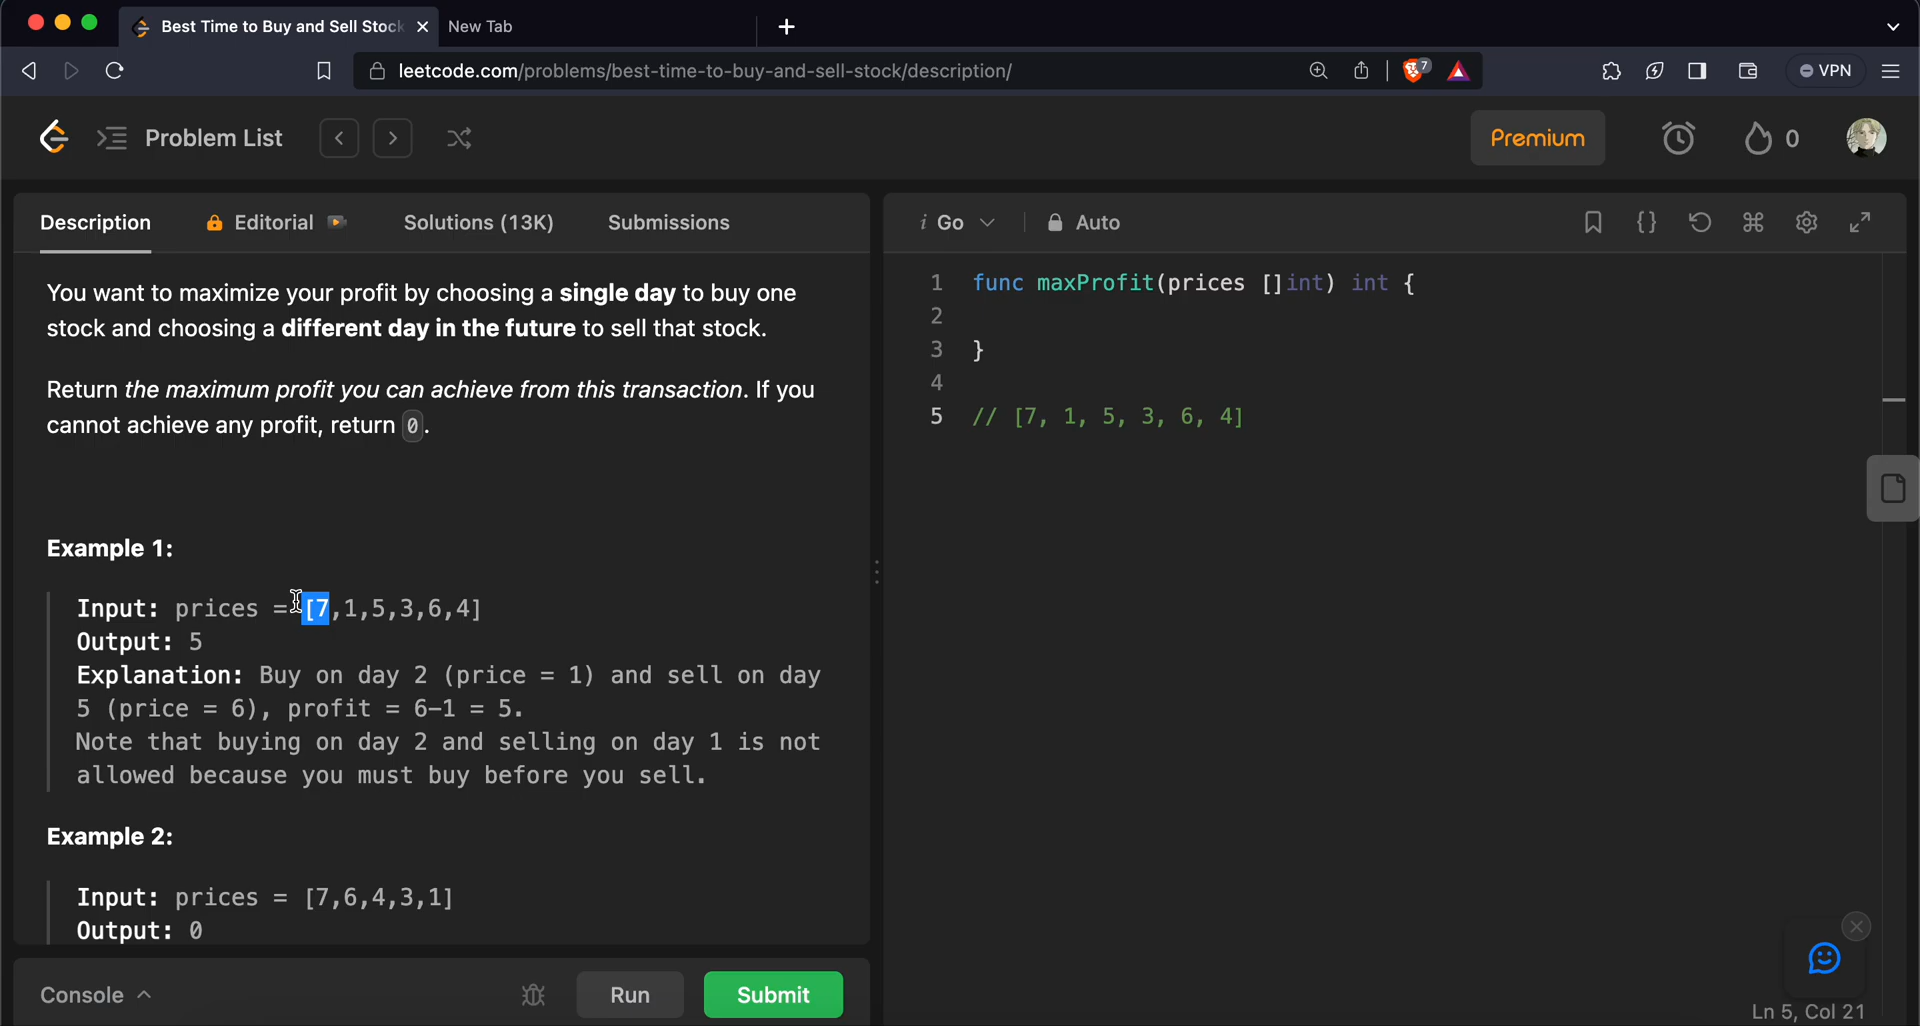 Best Time to Buy and Sell Stock
New Tab
leetcode.com/problems/best-time-to-buy-and-sell-stock/description/
7
VPN
Problem List
Premium
0
Description
Editorial
Solutions (13K)
Submissions
You want to maximize your profit by choosing a single day to buy one
stock and choosing a different day in the future to sell that stock.
Return the maximum profit you can achieve from this transaction. If you
cannot achieve any profit, return 0.
Example 1:
Input: prices = [7,1,5,3,6,4]
Output: 5
Explanation: Buy on day 2 (price = 1) and sell on day
5 (price = 6), profit = 6-1 = 5.
Note that buying on day 2 and selling on day 1 is not
allowed because you must buy before you sell.
Example 2:
Input: prices = [7,6,4,3,1]
Output: 0
Console
Run
Submit
i Go
Auto
{}
1 func maxProfit(prices []int) int {
2
3 }
4
5 // [7, 1, 5, 3, 6, 4]
Ln 5, Col 21